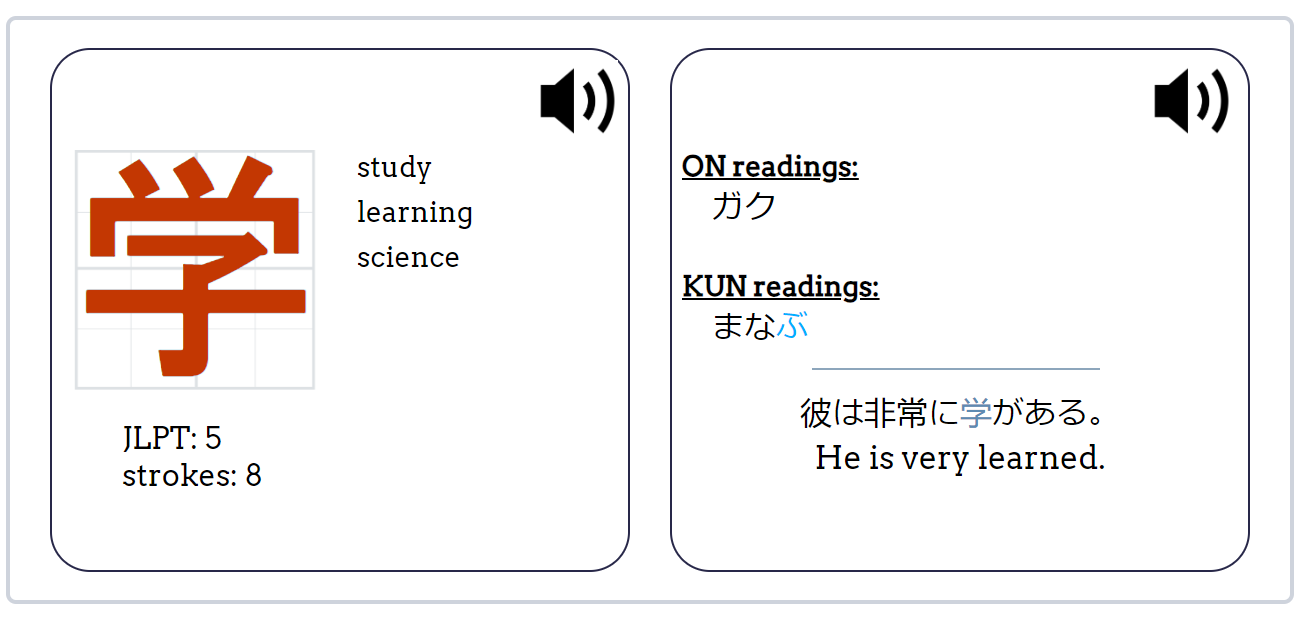 学
study
learning
science
JLPT: 5
strokes: 8
ON readings:
ガク
KUN readings:
まなぶ
彼は非常に学がある。
He is very learned.